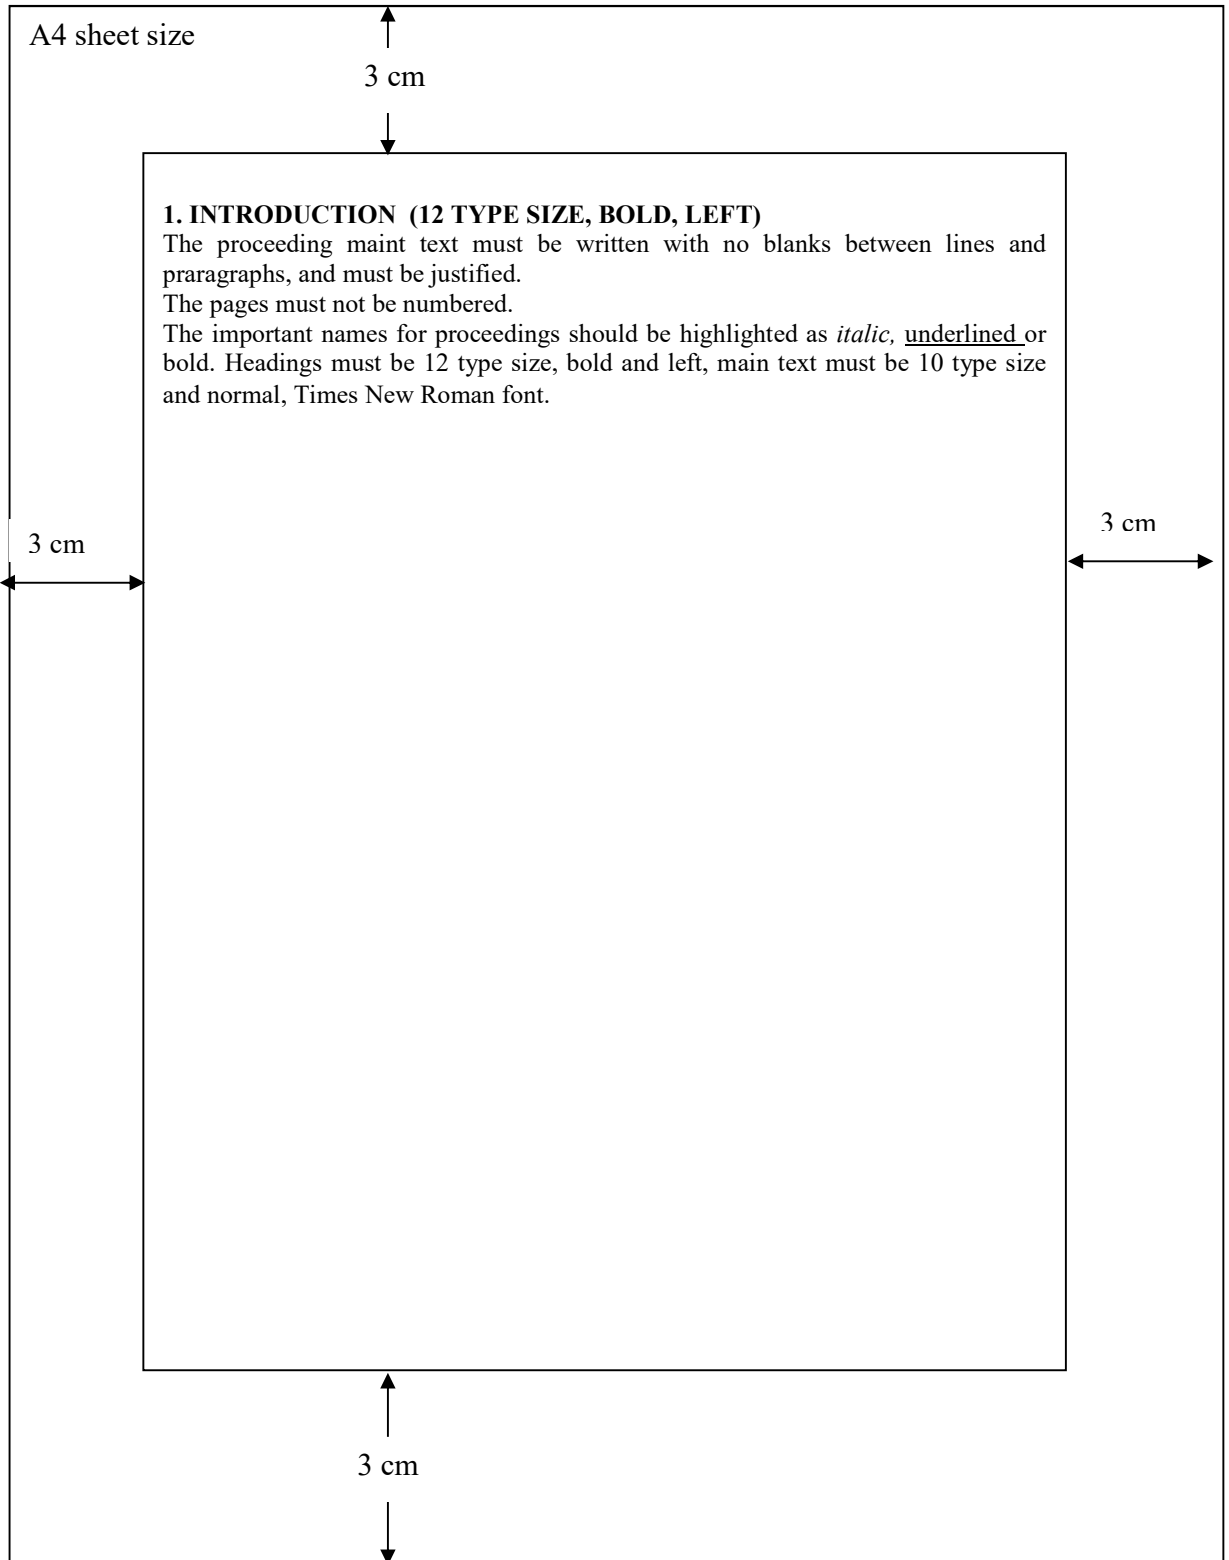 A4 sheet size
3 cm
1. INTRODUCTION (12 TYPE SIZE, BOLD, LEFT)
The proceeding maint text must be written with no blanks between lines and
praragraphs, and must be justified.
The pages must not be numbered.
The important names for proceedings should be highlighted as italic, underlined or
bold. Headings must be 12 type size, bold and left, main text must be 10 type size
and normal, Times New Roman font.
3 cm
3 cm
3 cm